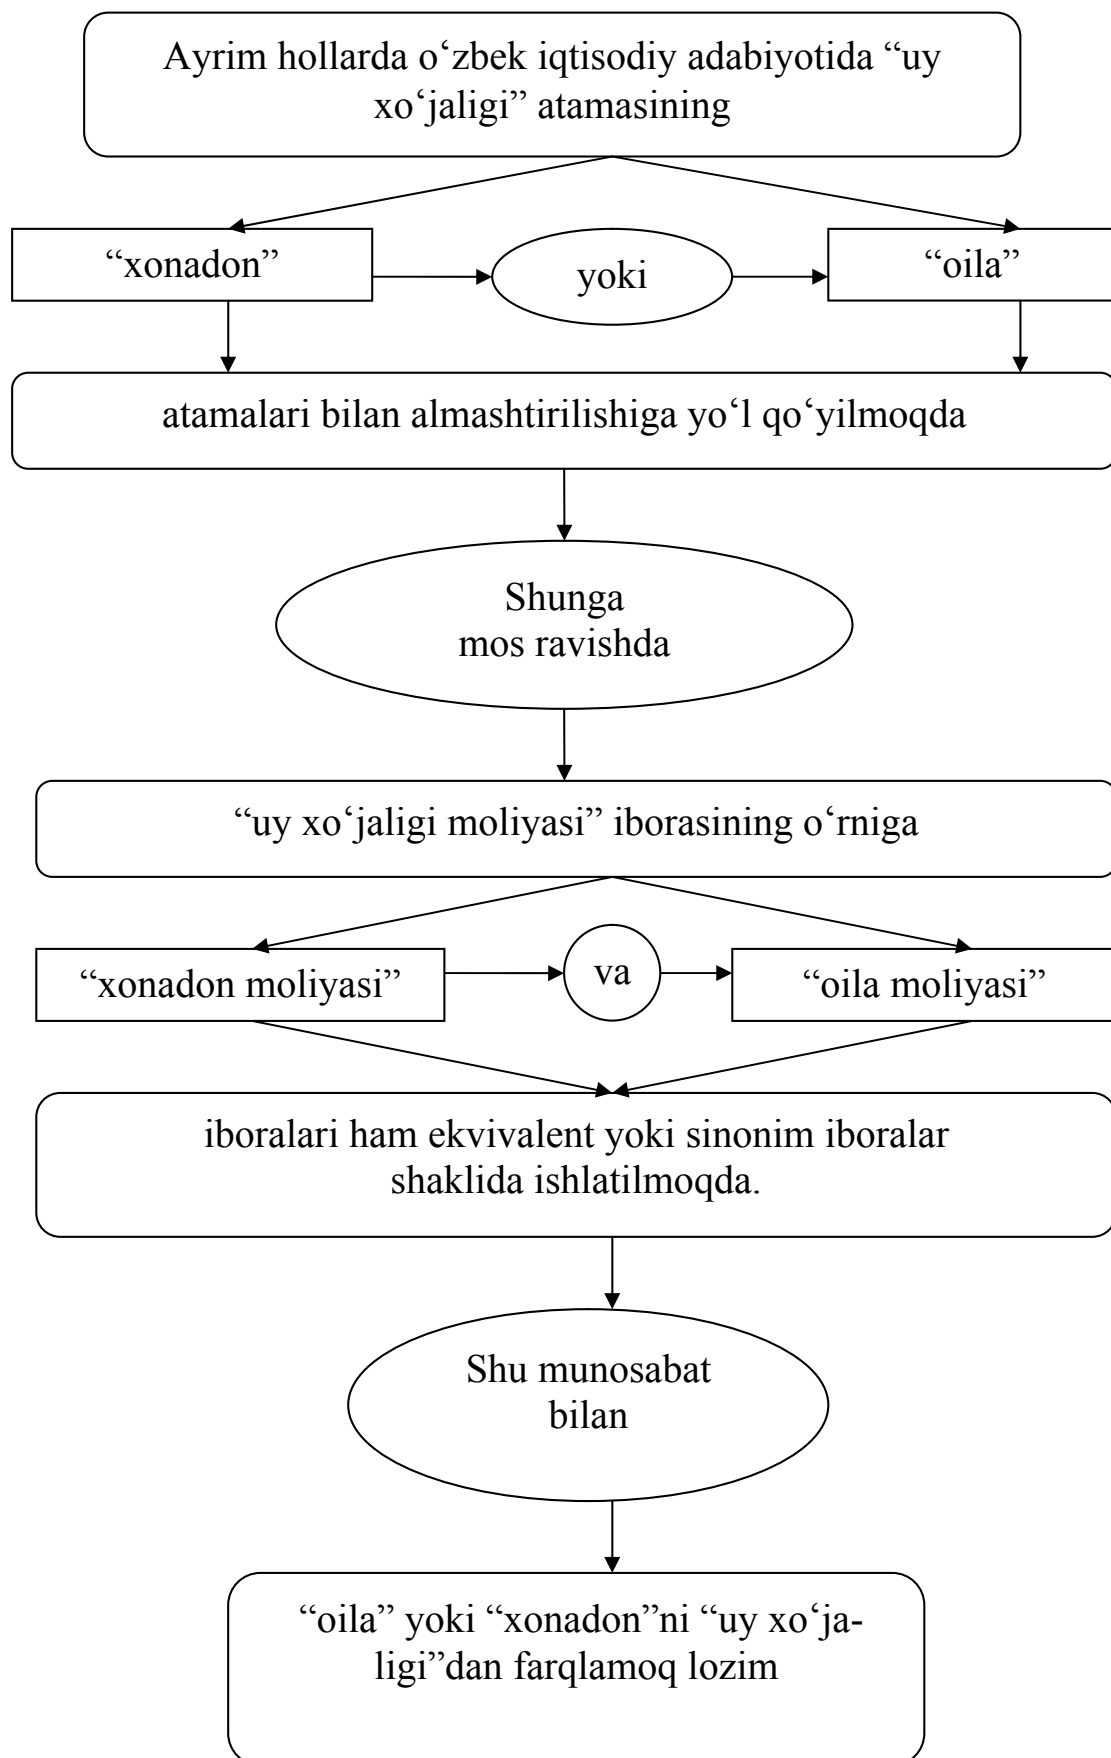 Ayrim hollarda o‘zbek iqtisodiy adabiyotida “uy
xo‘jaligi” atamasining
“xonadon”
yoki
“oila”
atamalari bilan almashtirilishiga yo‘l qo‘yilmoqda
Shunga
mos ravishda
“uy xo‘jaligi moliyasi” iborasining o‘rniga
“xonadon moliyasi”
va
“oila moliyasi”
iboralari ham ekvivalent yoki sinonim iboralar
shaklida ishlatilmoqda.
Shu munosabat
bilan
“oila” yoki “xonadon”ni “uy xo‘ja-
ligi”dan farqlamoq lozim